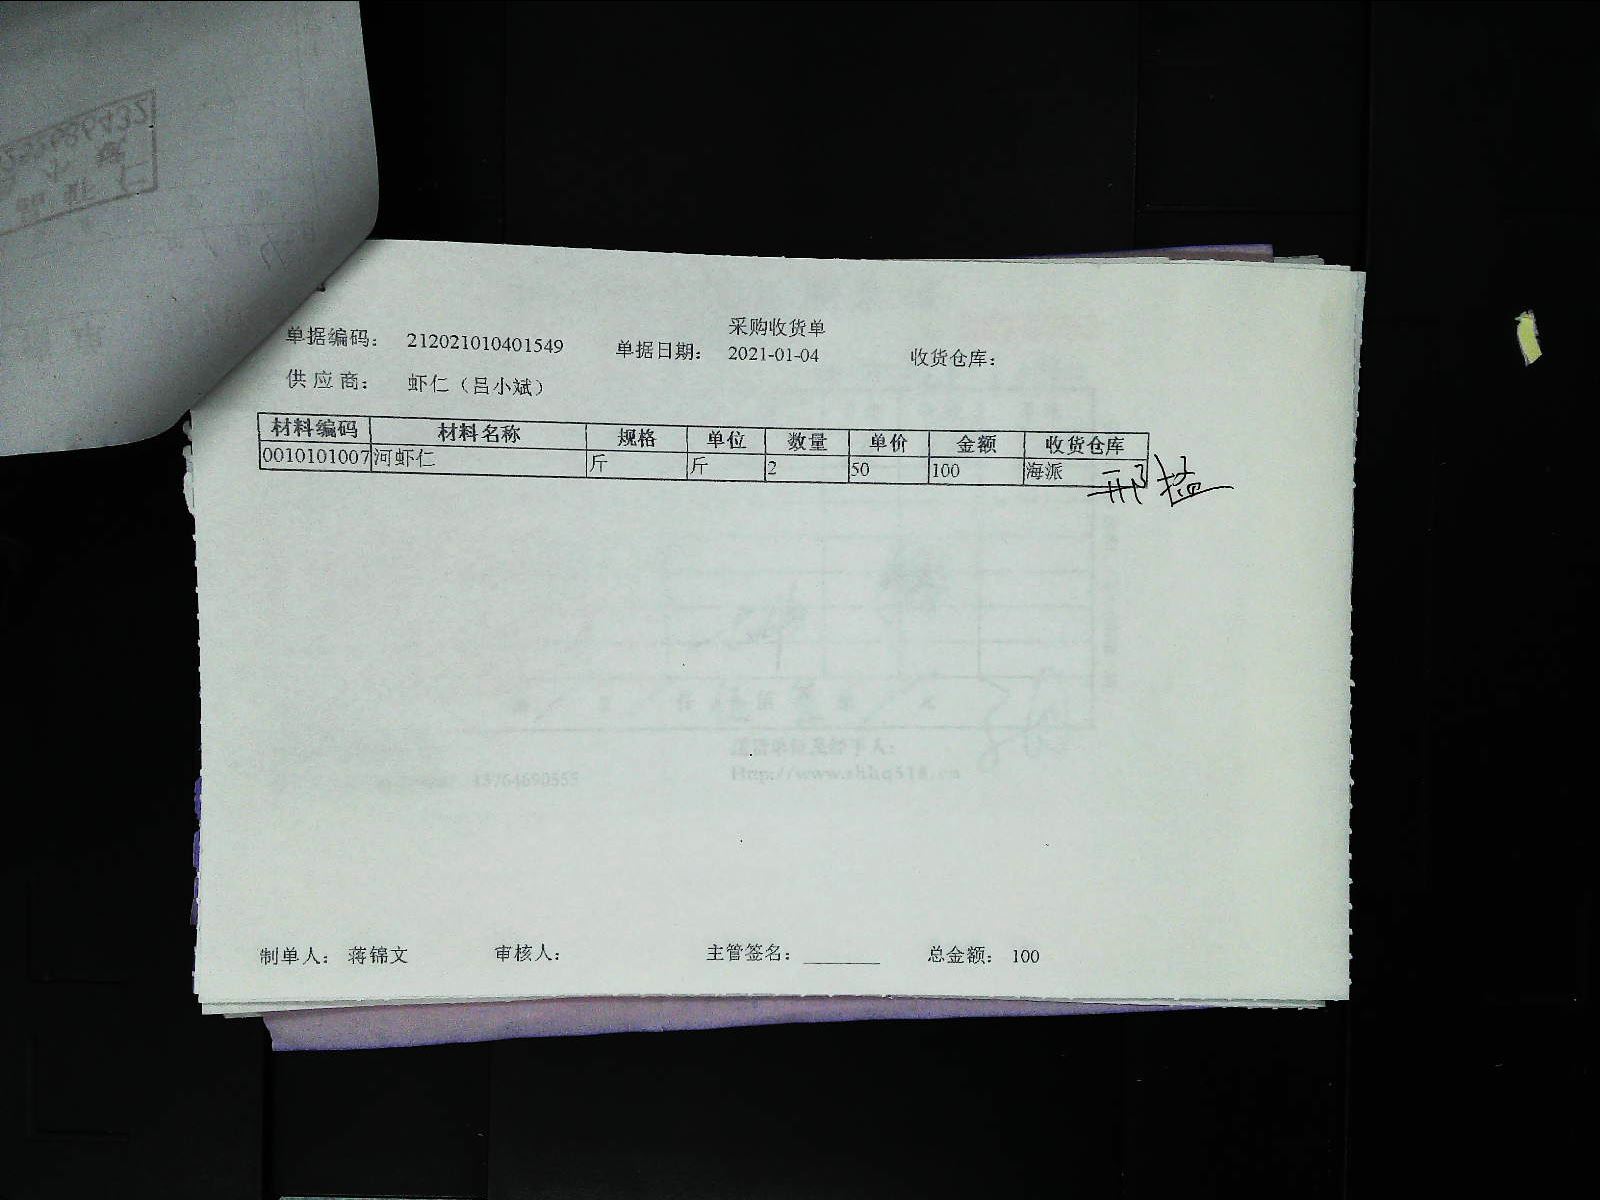 采购收货单
单据编码： 212021010401549 单据日期： 2021-01-04 收货仓库：
供应商： 虾仁（吕小斌）
材料编码 材料名称 规格 单位 数量 单价 金额 收货仓库
0010101007 河虾仁 斤 斤 2 50 100 海派
制单人： 蒋锦文 审核人： 主管签名：________ 总金额： 100